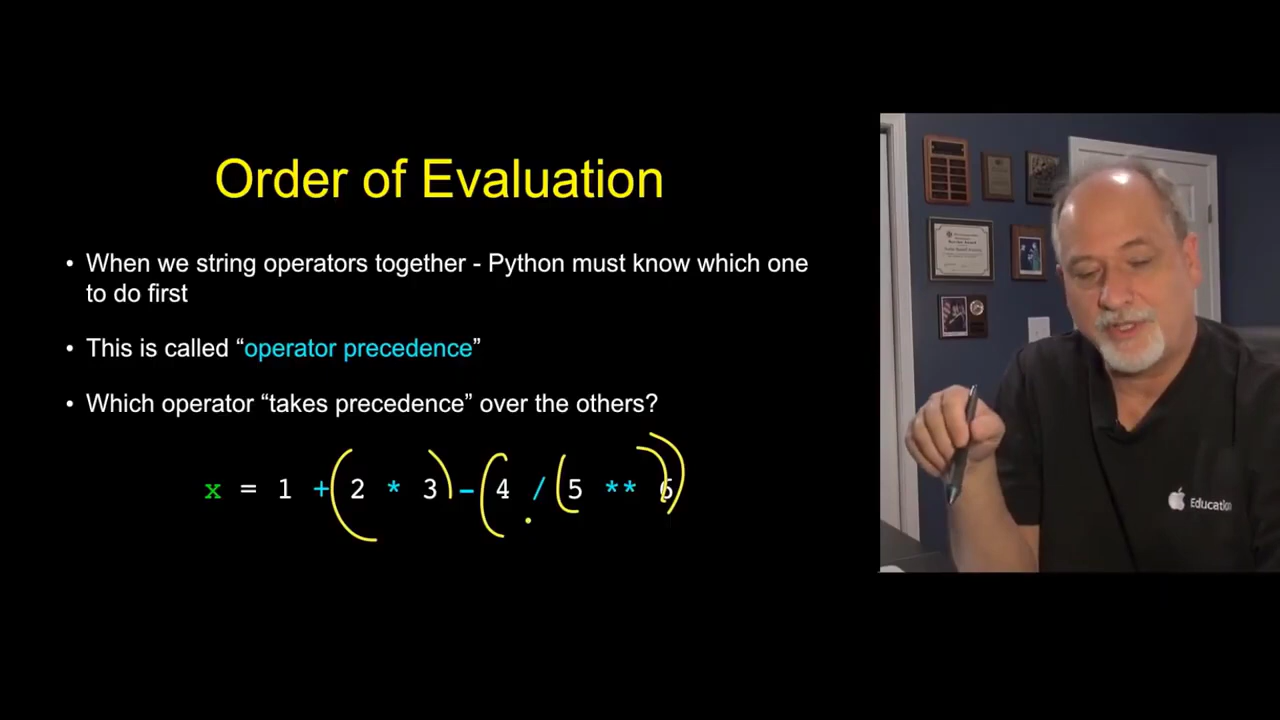 Order of Evaluation
• When we string operators together - Python must know which one
to do first
• This is called “operator precedence”
• Which operator “takes precedence” over the others?
x = 1 +(2 * 3)-(4 /(5 ** 6))
Education